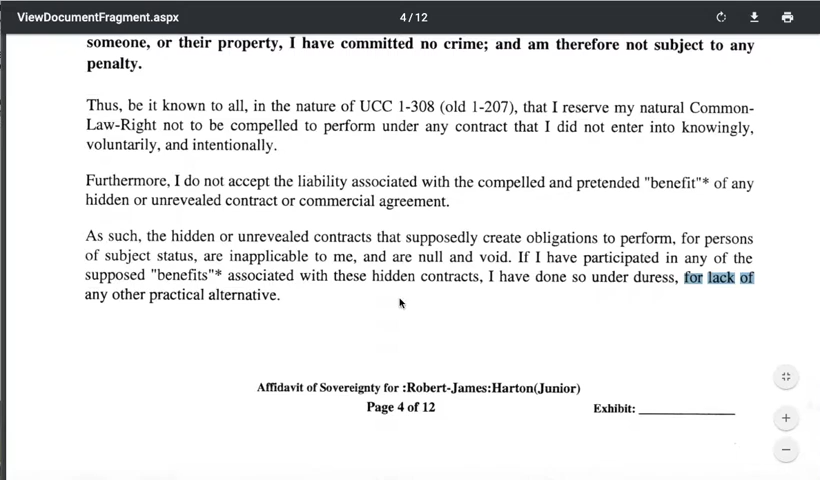 ViewDocumentFragment.aspx
4 / 12
someone, or their property, I have committed no crime; and am therefore not subject to any
penalty.
Thus, be it known to all, in the nature of UCC 1-308 (old 1-207), that I reserve my natural Common-
Law-Right not to be compelled to perform under any contract that I did not enter into knowingly,
voluntarily, and intentionally.
Furthermore, I do not accept the liability associated with the compelled and pretended "benefit"* of any
hidden or unrevealed contract or commercial agreement.
As such, the hidden or unrevealed contracts that supposedly create obligations to perform, for persons
of subject status, are inapplicable to me, and are null and void. If I have participated in any of the
supposed "benefits"* associated with these hidden contracts, I have done so under duress, for lack of
any other practical alternative.
Affidavit of Sovereignty for :Robert-James:Harton(Junior)
Page 4 of 12
Exhibit: _______________